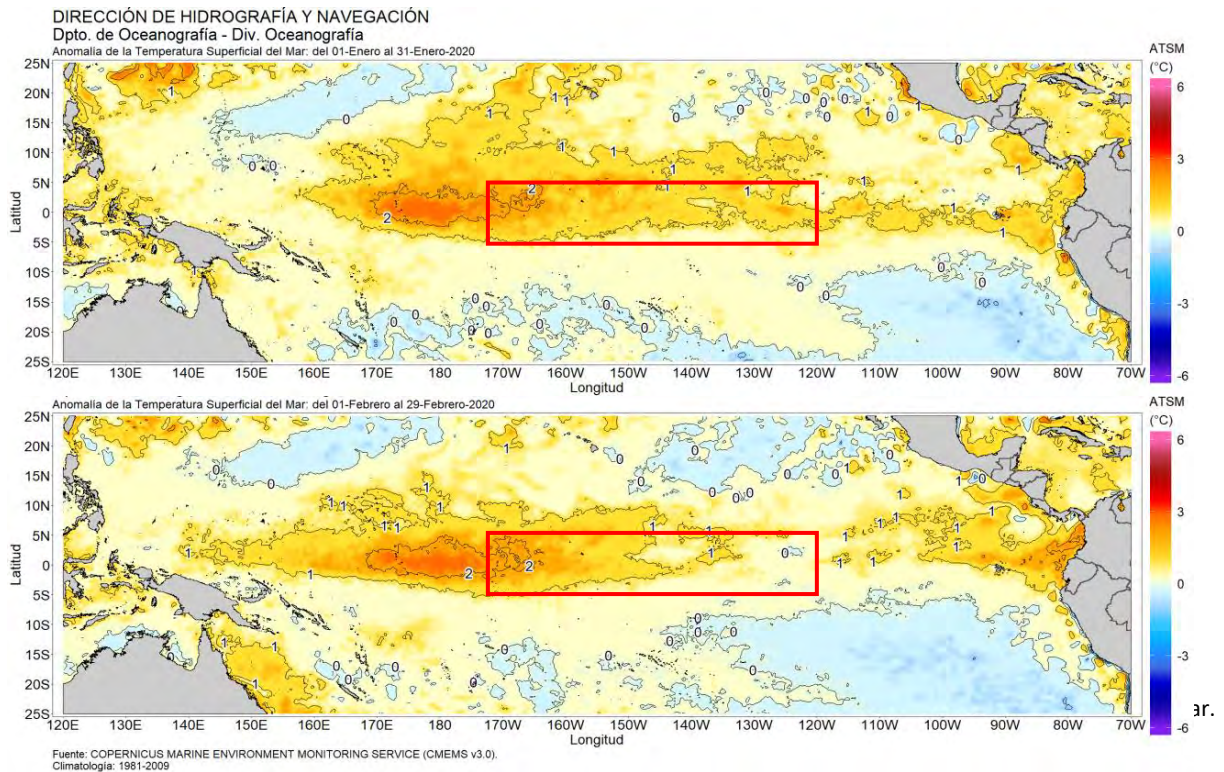 DIRECCIÓN DE HIDROGRAFÍA Y NAVEGACIÓN
Dpto. de Oceanografía - Div. Oceanografía
Anomalía de la Temperatura Superficial del Mar: del 01-Enero al 31-Enero-2020
ATSM
(°C)
25N
20N
15N
10N
5N
0
5S
10S
15S
20S
25S
Latitud
120E 130E 140E 150E 160E 170E 180 170W 160W 150W 140W 130W 120W 110W 100W 90W 80W 70W
Longitud
6
3
0
-3
-6
Anomalía de la Temperatura Superficial del Mar: del 01-Febrero al 29-Febrero-2020
ATSM
(°C)
25N
20N
15N
10N
5N
0
5S
10S
15S
20S
25S
Latitud
120E 130E 140E 150E 160E 170E 180 170W 160W 150W 140W 130W 120W 110W 100W 90W 80W 70W
Longitud
6
3
0
-3
-6
ar.
Fuente: COPERNICUS MARINE ENVIRONMENT MONITORING SERVICE (CMEMS v3.0).
Climatología: 1981-2009